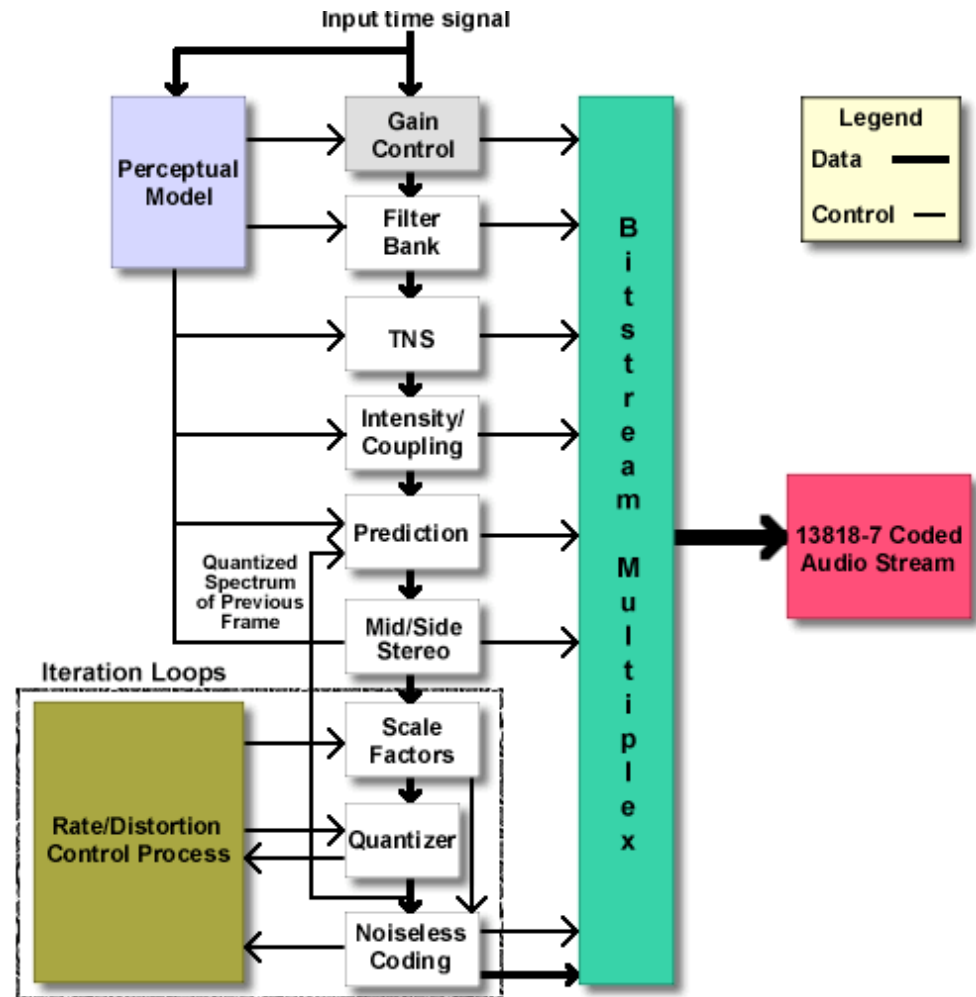 Input time signal
Gain
Control
Legend
Data
Control
Perceptual
Model
Filter
Bank
TNS
Intensity/
Coupling
Prediction
Quantized
Spectrum
of Previous
Frame
Mid/Side
Stereo
Bitstream Multiplex
13818-7 Coded
Audio Stream
Iteration Loops
Scale
Factors
Rate/Distortion
Control Process
Quantizer
Noiseless
Coding